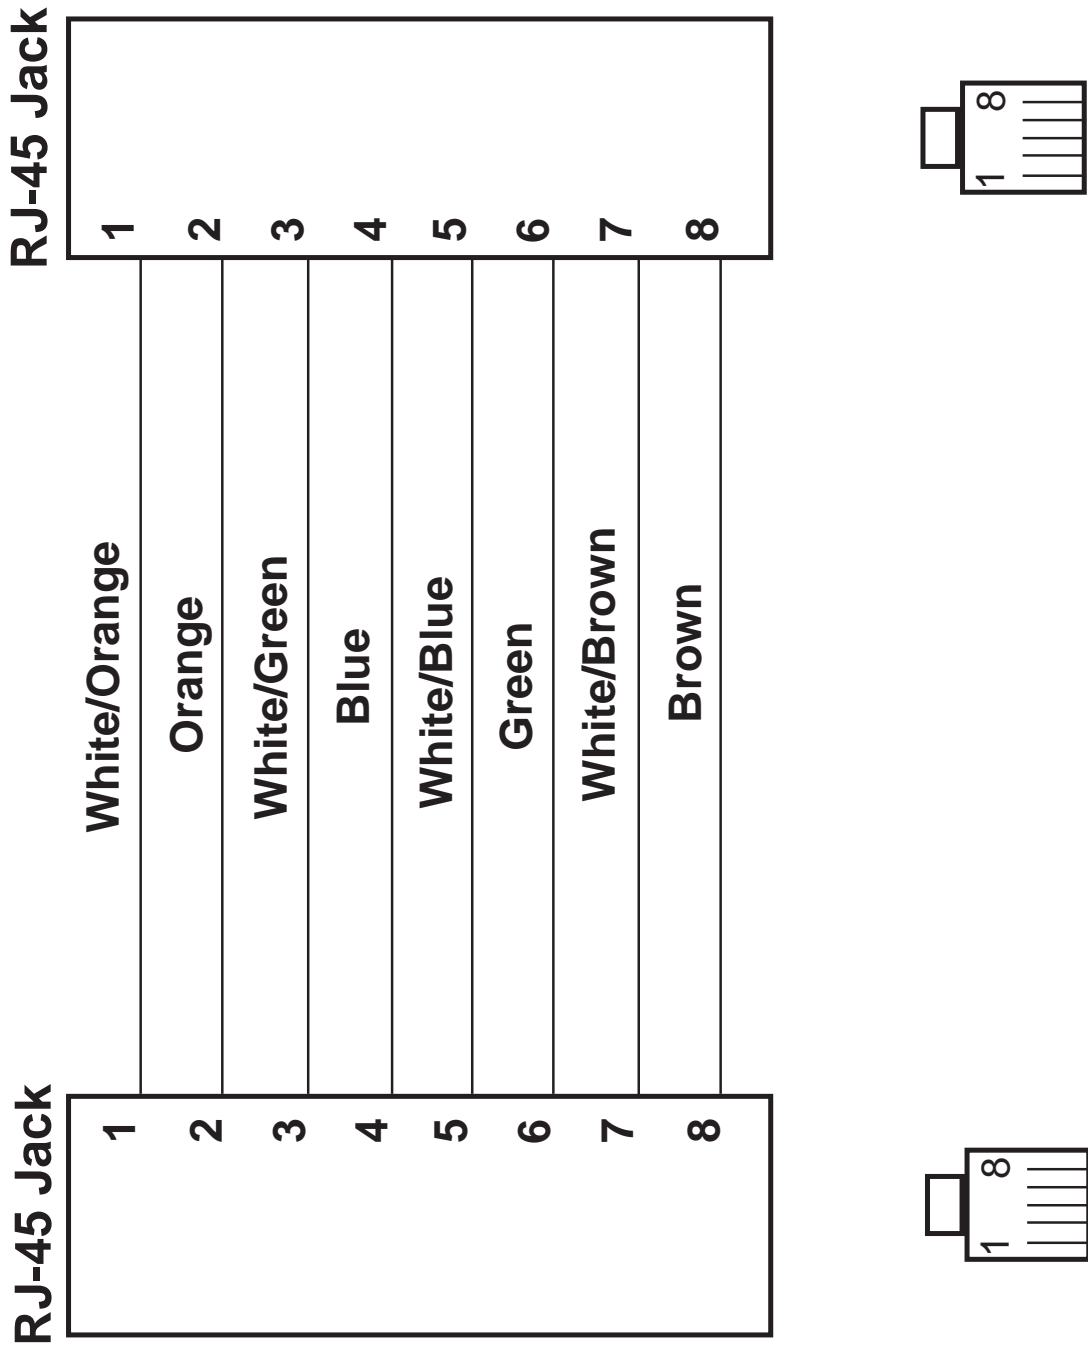 RJ-45 Jack
RJ-45 Jack
1 White/Orange 1
2 Orange 2
3 White/Green 3
4 Blue 4
5 White/Blue 5
6 Green 6
7 White/Brown 7
8 Brown 8
1 8
1 8